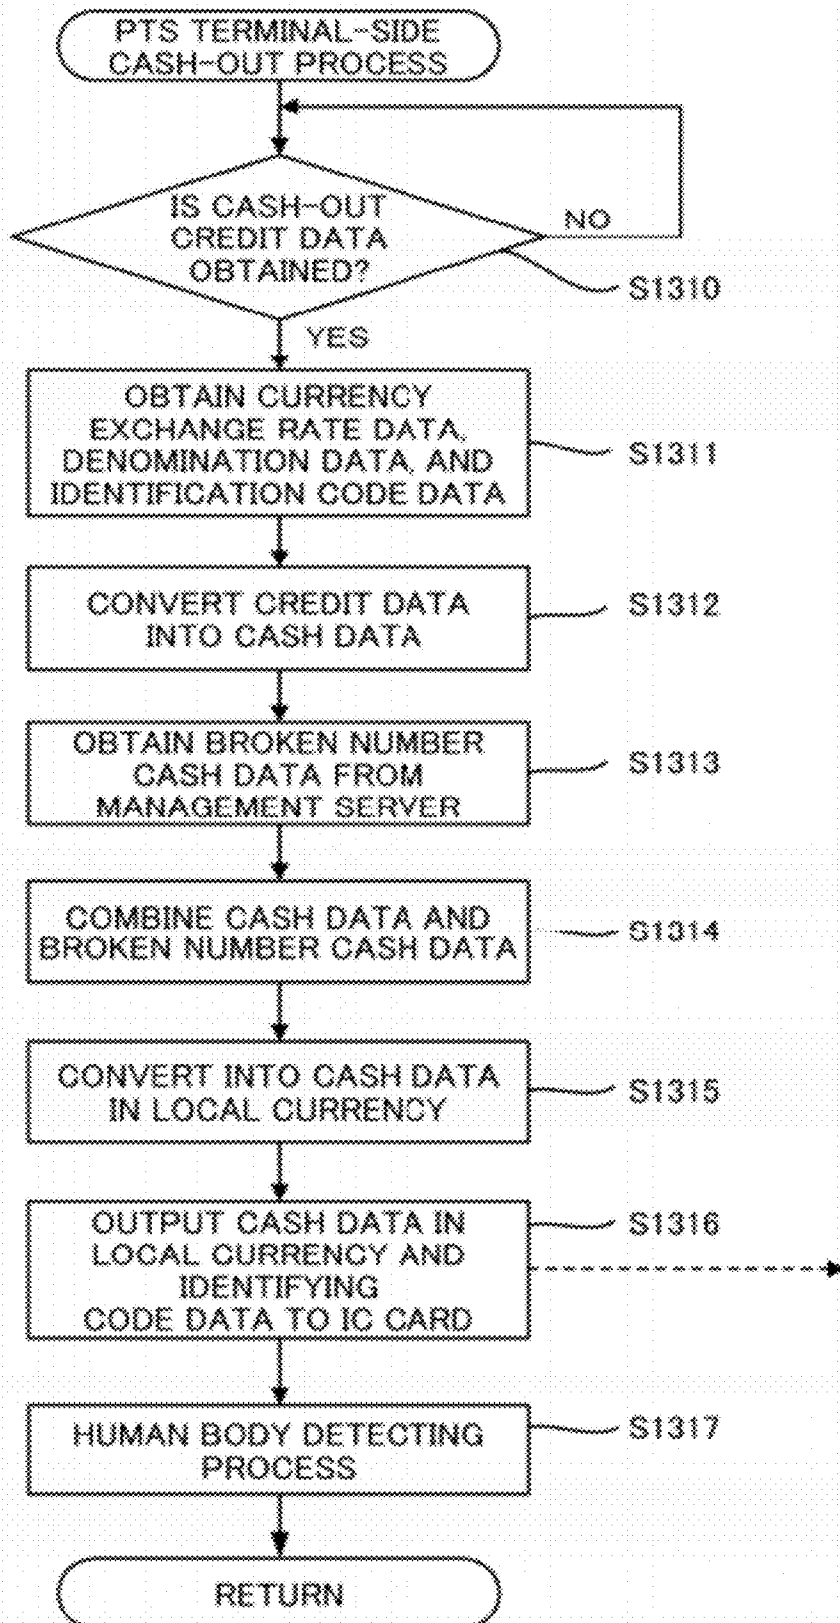 PTS TERMINAL-SIDE
CASH-OUT PROCESS
IS CASH-OUT
CREDIT DATA
OBTAINED?
NO
S1310
YES
OBTAIN CURRENCY
EXCHANGE RATE DATA,
DENOMINATION DATA, AND
IDENTIFICATION CODE DATA
S1311
CONVERT CREDIT DATA
INTO CASH DATA
S1312
OBTAIN BROKEN NUMBER
CASH DATA FROM
MANAGEMENT SERVER
S1313
COMBINE CASH DATA AND
BROKEN NUMBER CASH DATA
S1314
CONVERT INTO CASH DATA
IN LOCAL CURRENCY
S1315
OUTPUT CASH DATA IN
LOCAL CURRENCY AND
IDENTIFYING
CODE DATA TO IC CARD
S1316
HUMAN BODY DETECTING
PROCESS
S1317
RETURN